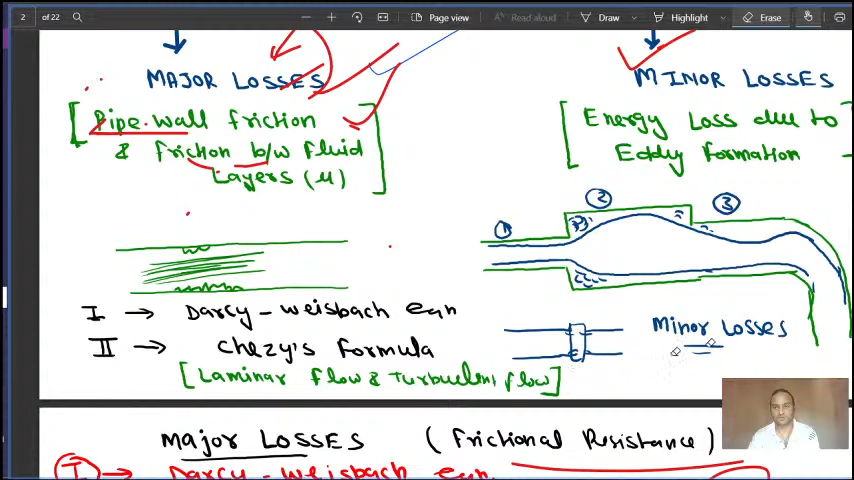 2 of 22
Page view
Read aloud
Draw
Highlight
Erase
MAJOR LOSSES
MINOR LOSSES
[Pipe wall friction
& friction b/w fluid
Layers (μ)]
[Energy Loss due to
Eddy formation
1 2 3
I → Darcy - weisbach eqn
II → Chezy's formula
[Laminar flow & Turbulent flow]
Minor Losses
Major Losses (Frictional Resistance)
I → Darcy - weisbach eqn